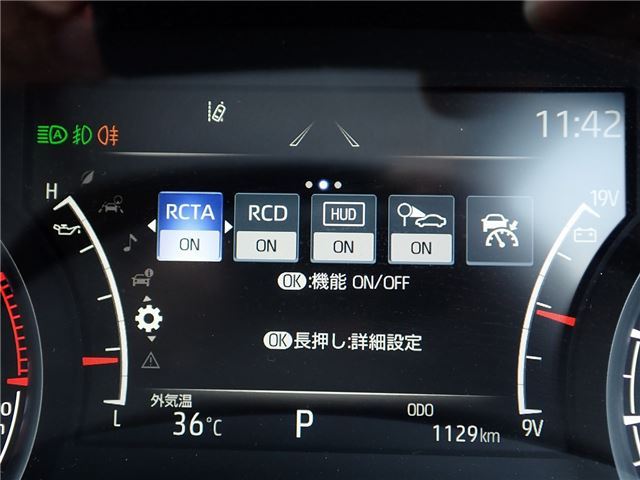 A
11:42
H
19V
RCTA
RCD
HUD
ON
ON
ON
ON
OK:機能 ON/OFF
OK長押し:詳細設定
外気温
ODO
L
36℃
P
1129km
9V